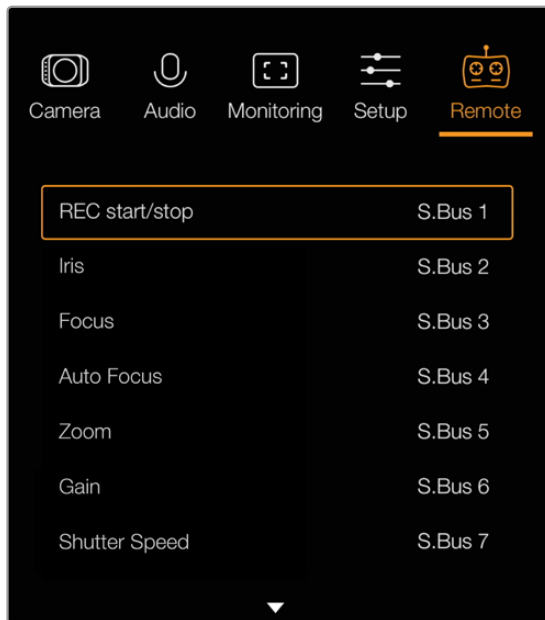 Camera Audio Monitoring Setup Remote
REC start/stop S.Bus 1
Iris S.Bus 2
Focus S.Bus 3
Auto Focus S.Bus 4
Zoom S.Bus 5
Gain S.Bus 6
Shutter Speed S.Bus 7